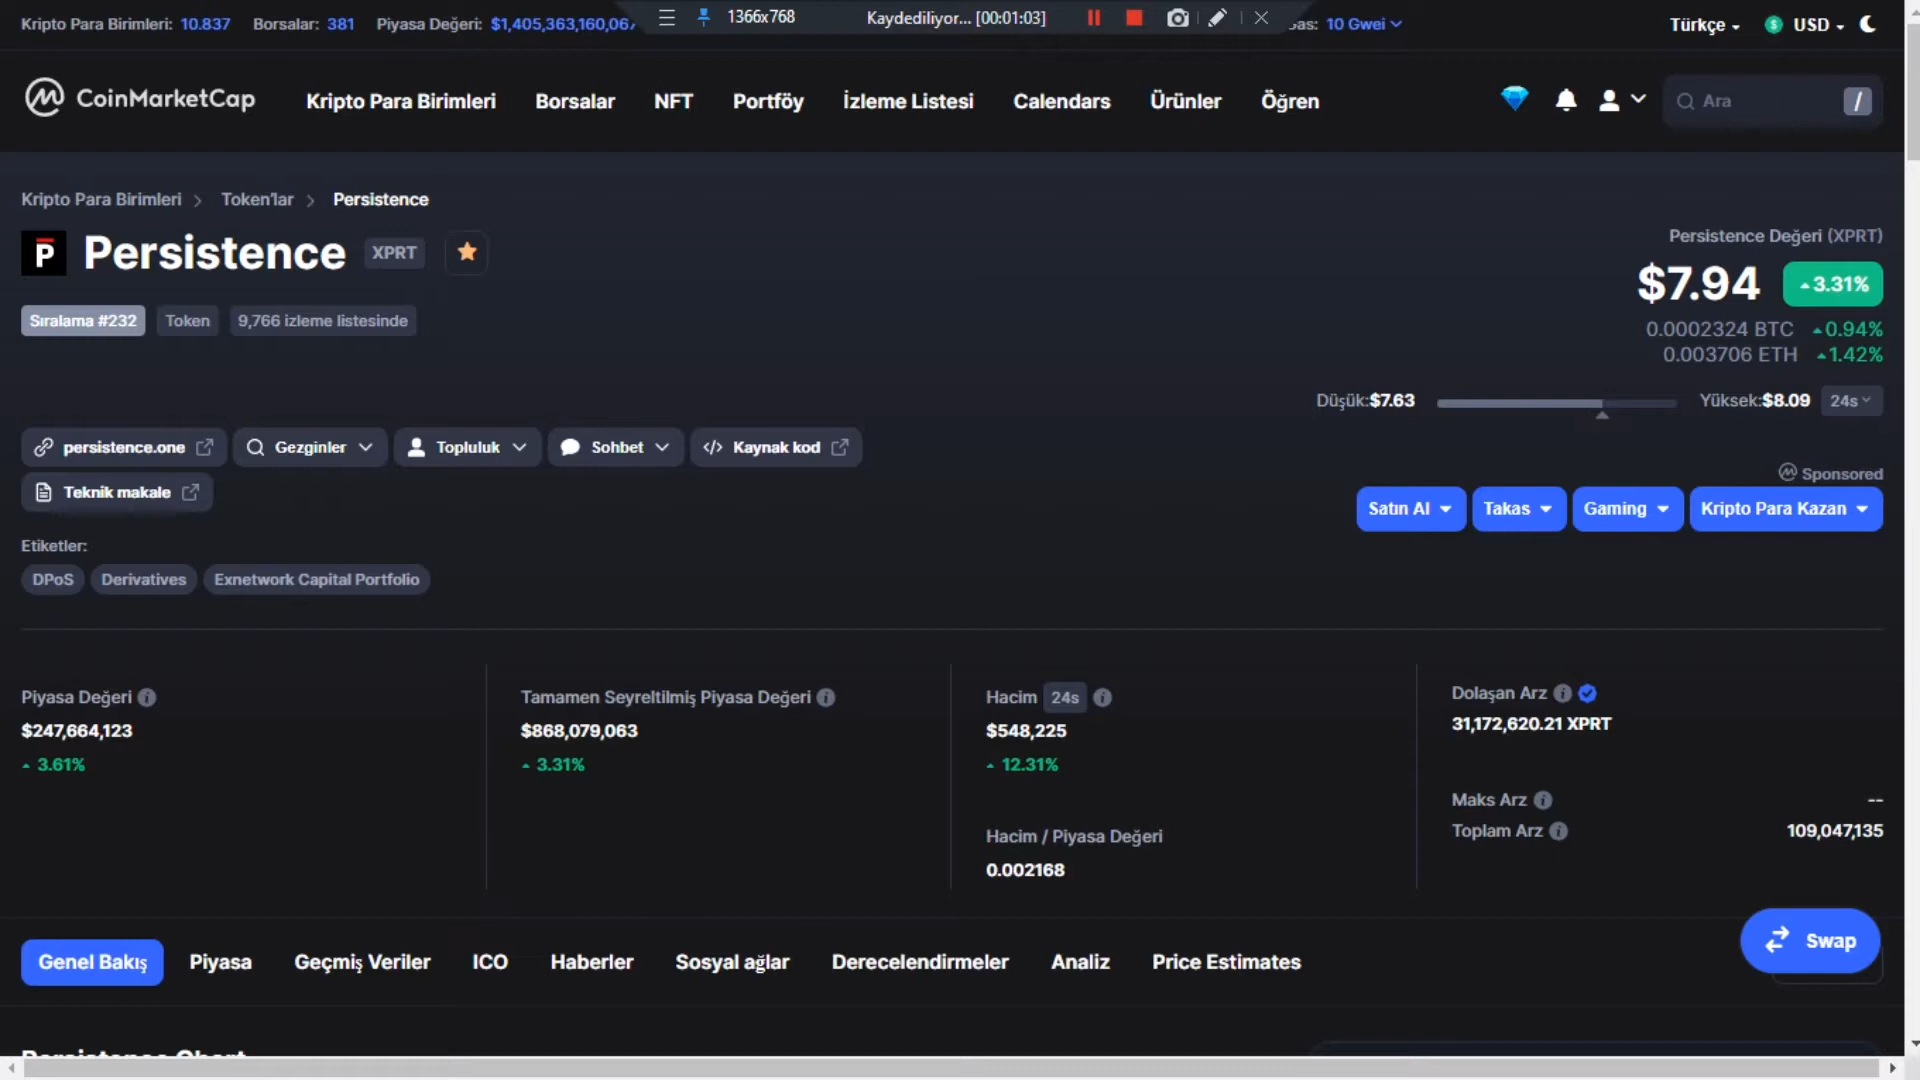 Kripto Para Birimleri: 10.837 Borsalar: 381 Piyasa Değeri: $1,405,363,160,067 10 Gwei Türkçe $ USD
1366x768 Kaydediliyor... [00:01:03]
CoinMarketCap Kripto Para Birimleri Borsalar NFT Portföy İzleme Listesi Calendars Ürünler Öğren Ara /
Kripto Para Birimleri Token'lar Persistence
P Persistence XPRT
Persistence Değeri (XPRT)
$7.94 3.31%
Sıralama #232 Token 9,766 izleme listesinde
0.0002324 BTC 0.94%
0.003706 ETH 1.42%
Düşük:$7.63 Yüksek:$8.09 24s
persistence.one Gezginler Topluluk Sohbet Kaynak kod
Teknik makale
Sponsored
Satın Al Takas Gaming Kripto Para Kazan
Etiketler:
DPoS Derivatives Exnetwork Capital Portfolio
Piyasa Değeri
$247,664,123
3.61%
Tamamen Seyreltilmiş Piyasa Değeri
$868,079,063
3.31%
Hacim 24s
$548,225
12.31%
Hacim / Piyasa Değeri
0.002168
Dolaşan Arz
31,172,620.21 XPRT
Maks Arz --
Toplam Arz 109,047,135
Swap
Genel Bakış Piyasa Geçmiş Veriler ICO Haberler Sosyal ağlar Derecelendirmeler Analiz Price Estimates
Persistence Chart